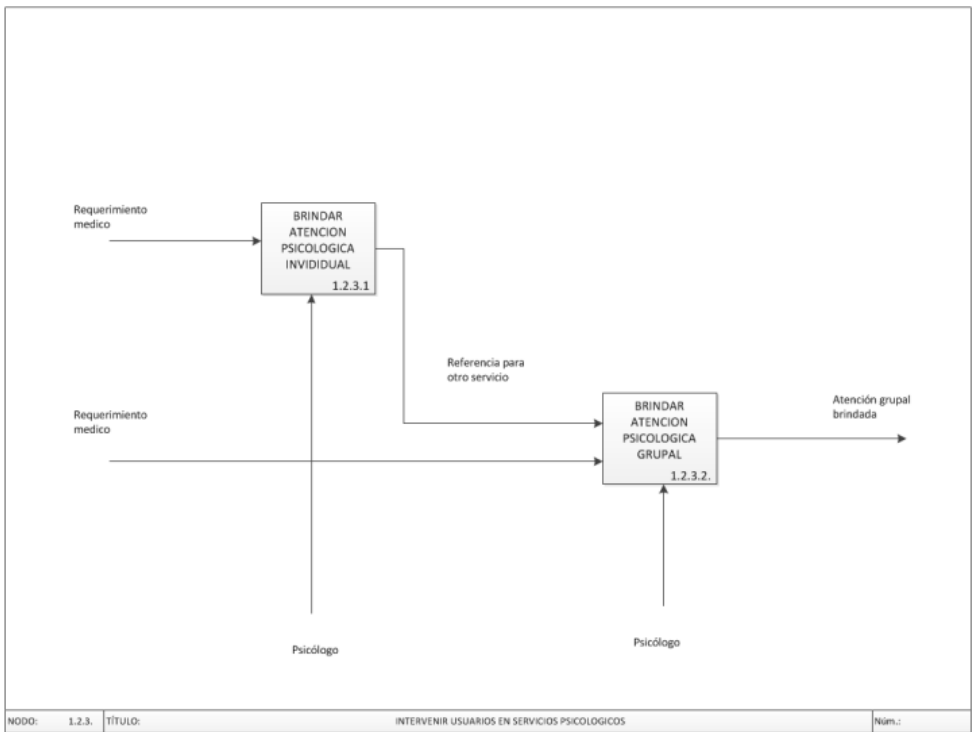 Requerimiento
medico
BRINDAR
ATENCION
PSICOLOGICA
INVIDIDUAL
1.2.3.1
Referencia para
otro servicio
Requerimiento
medico
BRINDAR
ATENCION
PSICOLOGICA
GRUPAL
1.2.3.2.
Atención grupal
brindada
Psicólogo
Psicólogo
NODO: 1.2.3. TÍTULO: INTERVENIR USUARIOS EN SERVICIOS PSICOLOGICOS Núm.: